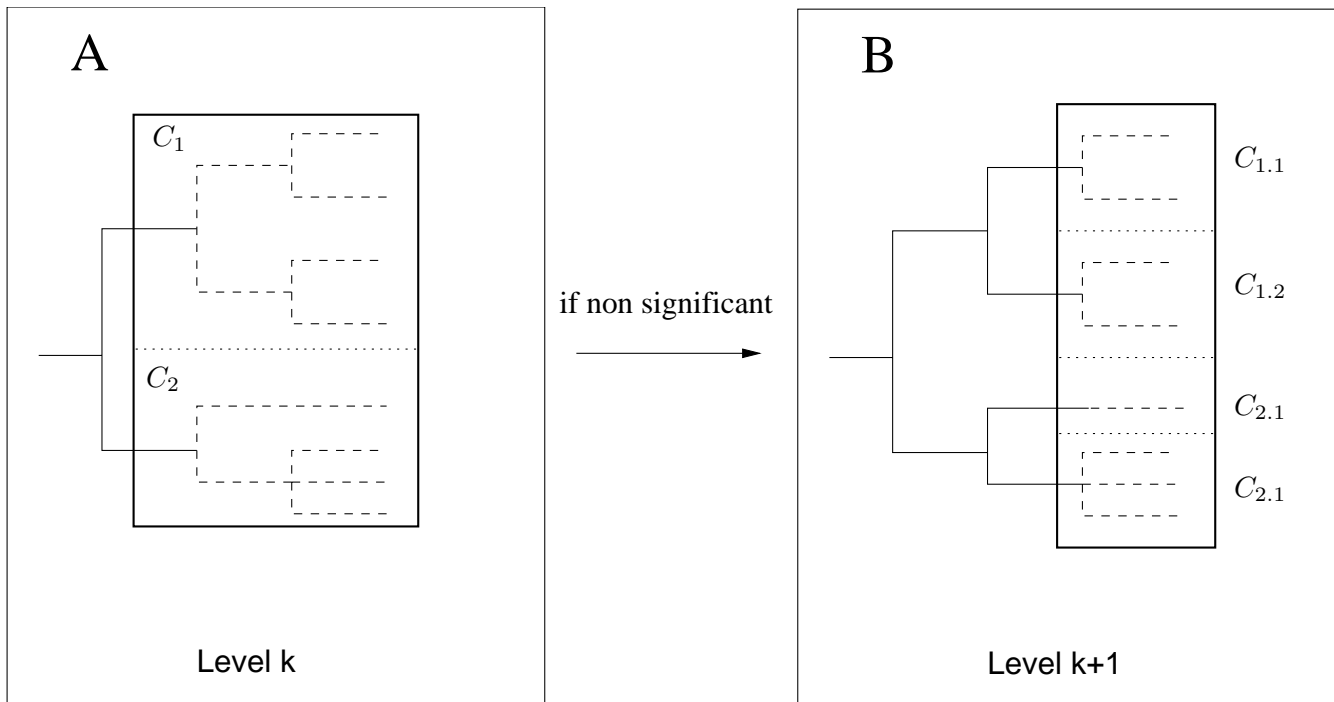 A
C₁
C₂
Level k
if non significant
B
C₁.₁
C₁.₂
C₂.₁
C₂.₁
Level k+1